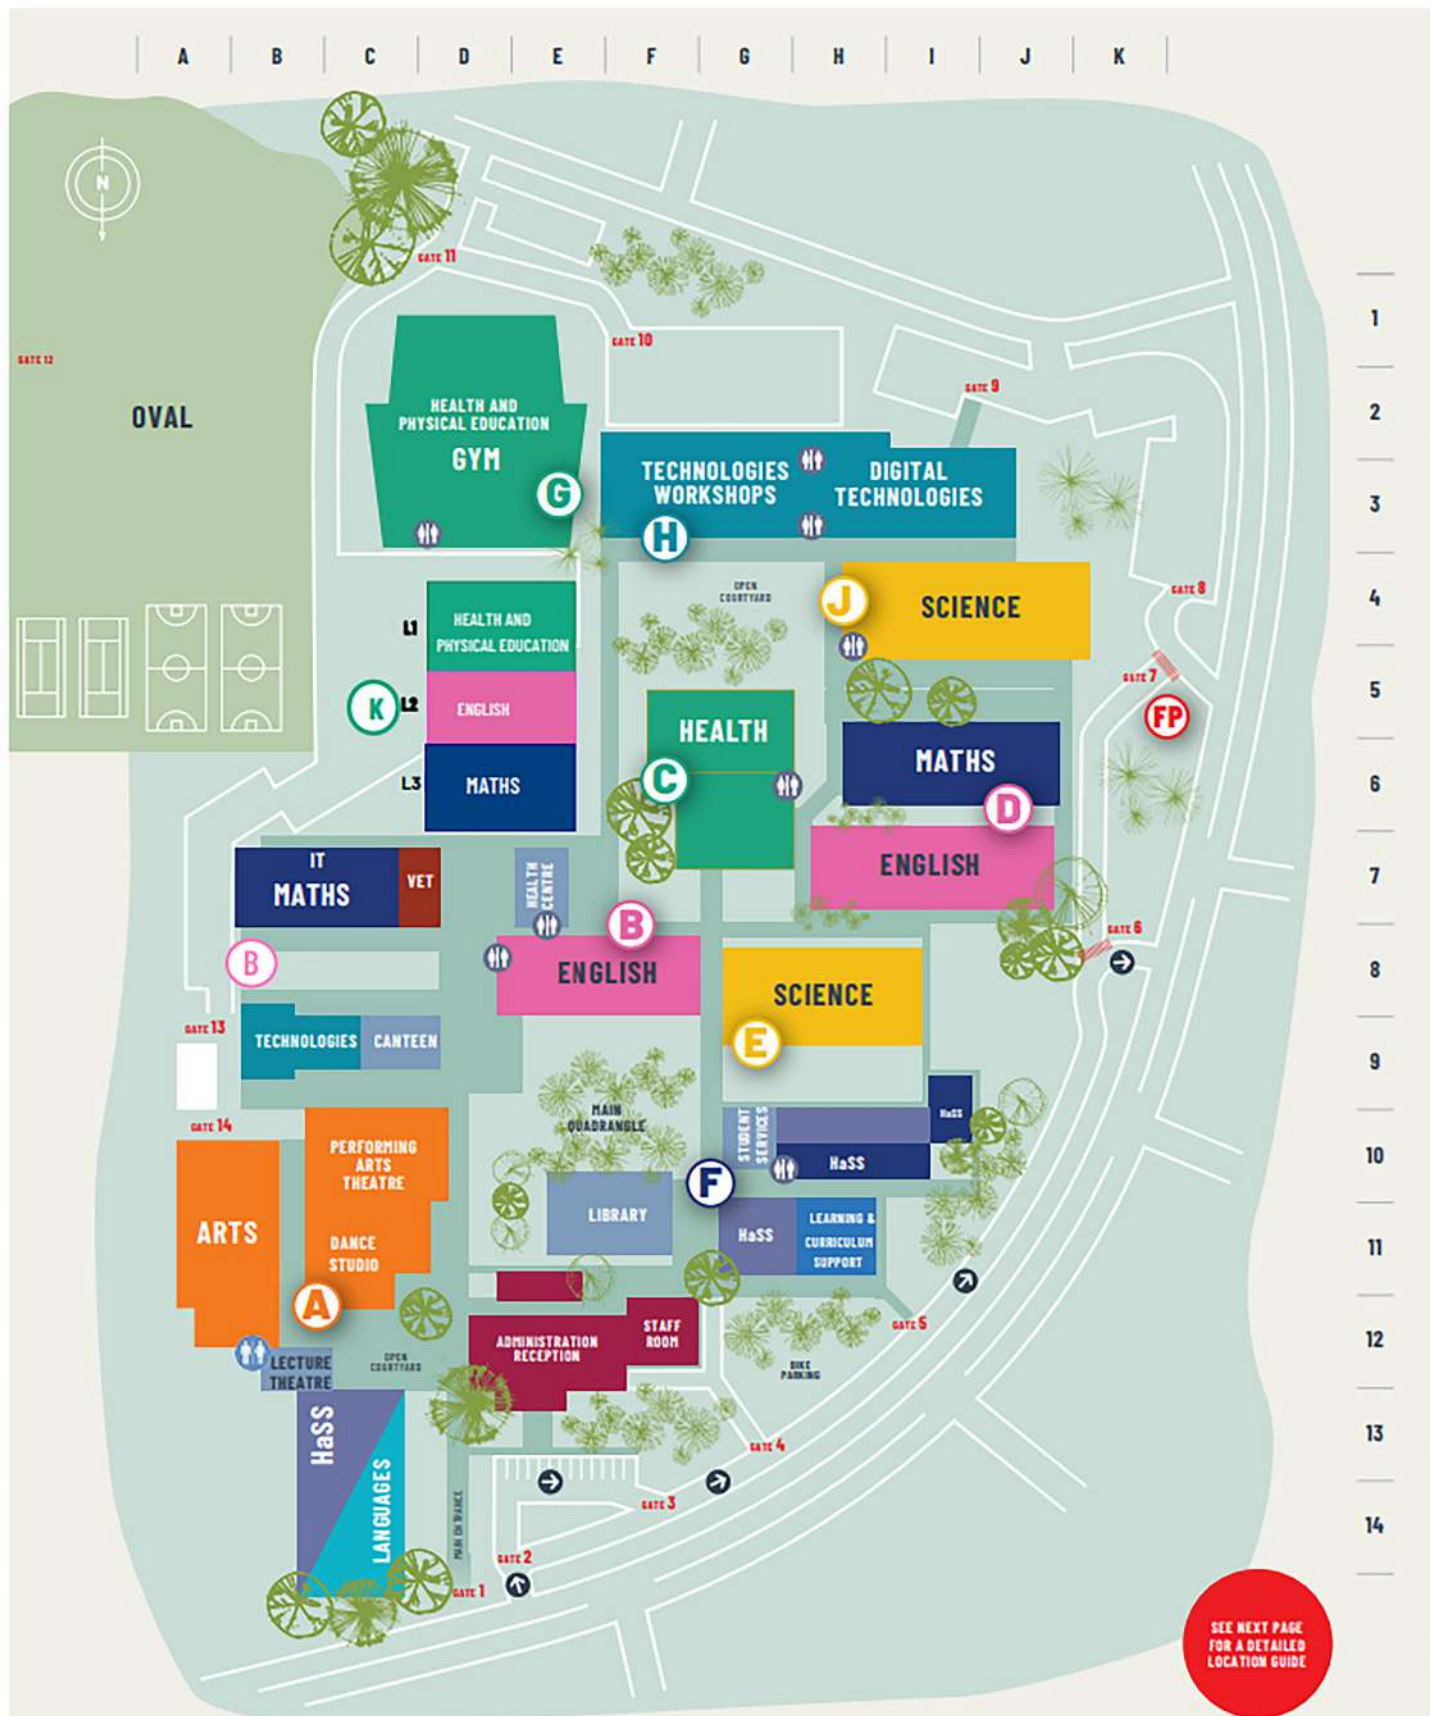 A B C D E F G H I J K
N
GATE 11
1
GATE 10
GATE 12
GATE 9
OVAL
2
HEALTH AND
PHYSICAL EDUCATION
GYM
TECHNOLOGIES
WORKSHOPS
DIGITAL
TECHNOLOGIES
G
3
H
OPEN
COURTYARD
J
SCIENCE
GATE 8
4
L1
HEALTH AND
PHYSICAL EDUCATION
GATE 7
5
K
L2
ENGLISH
FP
HEALTH
MATHS
C
6
L3
MATHS
D
IT
MATHS
VET
HEALTH
CENTRE
ENGLISH
7
B
GATE 6
B
ENGLISH
8
SCIENCE
GATE 13
TECHNOLOGIES
CANTEEN
E
9
MAIN
QUADRANGLE
HaSS
GATE 14
PERFORMING
ARTS
THEATRE
STUDENT
SERVICES
HaSS
10
F
ARTS
LIBRARY
HaSS
LEARNING &
CURRICULUM
SUPPORT
11
DANCE
STUDIO
A
GATE 5
STAFF
ROOM
12
ADMINISTRATION
RECEPTION
LECTURE
THEATRE
OPEN
COURTYARD
BIKE
PARKING
HaSS
13
GATE 4
LANGUAGES
GATE 3
MAIN ENTRANCE
14
GATE 2
GATE 1
SEE NEXT PAGE
FOR A DETAILED
LOCATION GUIDE